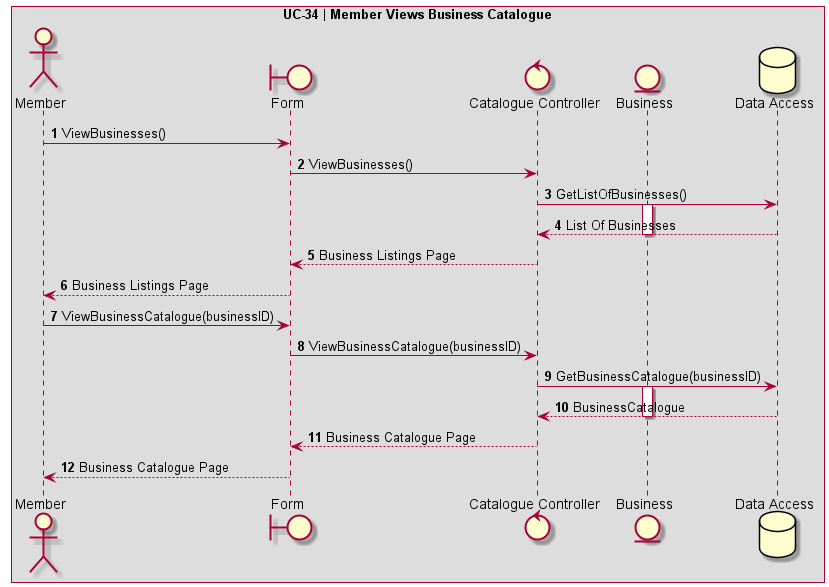 UC-34 | Member Views Business Catalogue
Member Form Catalogue Controller Business Data Access
1 ViewBusinesses()
2 ViewBusinesses()
3 GetListOfBusinesses()
4 List Of Businesses
5 Business Listings Page
6 Business Listings Page
7 ViewBusinessCatalogue(businessID)
8 ViewBusinessCatalogue(businessID)
9 GetBusinessCatalogue(businessID)
10 BusinessCatalogue
11 Business Catalogue Page
12 Business Catalogue Page
Member Form Catalogue Controller Business Data Access